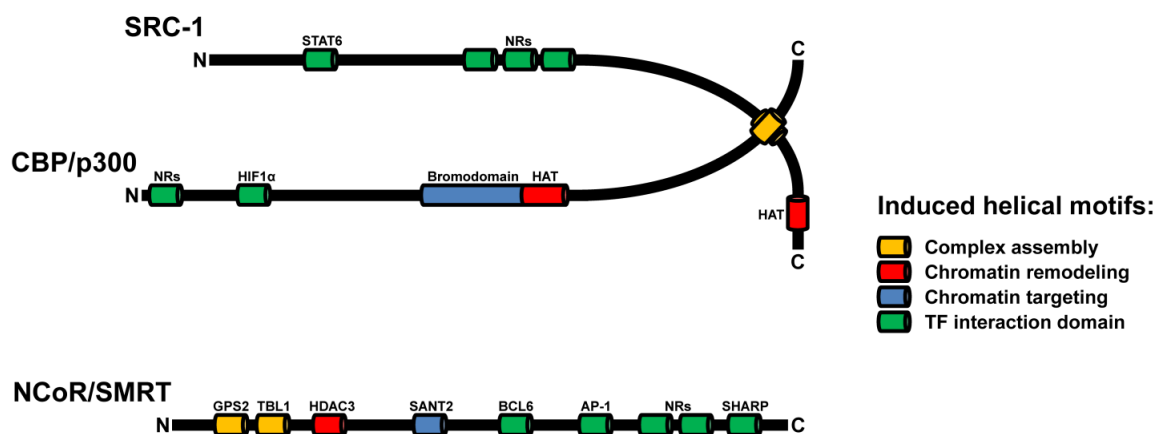 SRC-1
N
STAT6
NRs
C
CBP/p300
N
NRs
HIF1α
Bromodomain
HAT
HAT
C
Induced helical motifs:
Complex assembly
Chromatin remodeling
Chromatin targeting
TF interaction domain
NCoR/SMRT
N
GPS2
TBL1
HDAC3
SANT2
BCL6
AP-1
NRs
SHARP
C